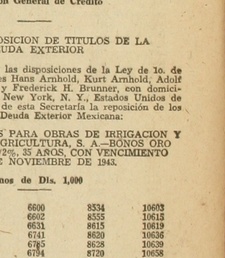 n General de Crédito
OSICION DE TITULOS DE LA
EUDA EXTERIOR
las disposiciones de la Ley de 1o. de
es Hans Arnhold, Kurt Arnhold, Adolf
y Frederick H. Brunner, con domici-
New York, N. Y., Estados Unidos de
de esta Secretaría la reposición de los
Deuda Exterior Mexicana:
S PARA OBRAS DE IRRIGACION Y
AGRICULTURA, S. A.—BONOS ORO
/2%, 35 AÑOS, CON VENCIMIENTO
E NOVIEMBRE DE 1943.
nos de Dls. 1,000
6600 8534 10603
6602 8555 10615
6631 8615 10619
6741 8620 10636
6785 8628 10639
6794 8720 10658